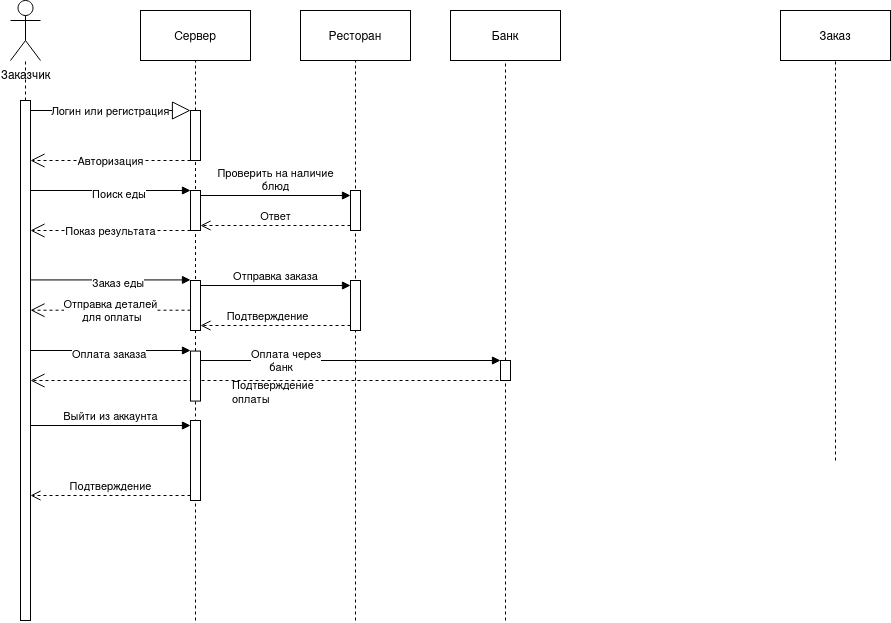 Сервер
Ресторан
Банк
Заказ
Заказчик
Логин или регистрация
Авторизация
Проверить на наличие
блюд
Поиск еды
Ответ
Показ результата
Отправка заказа
Заказ еды
Отправка деталей
для оплаты
Подтверждение
Оплата заказа
Оплата через
банк
Подтверждение
оплаты
Выйти из аккаунта
Подтверждение